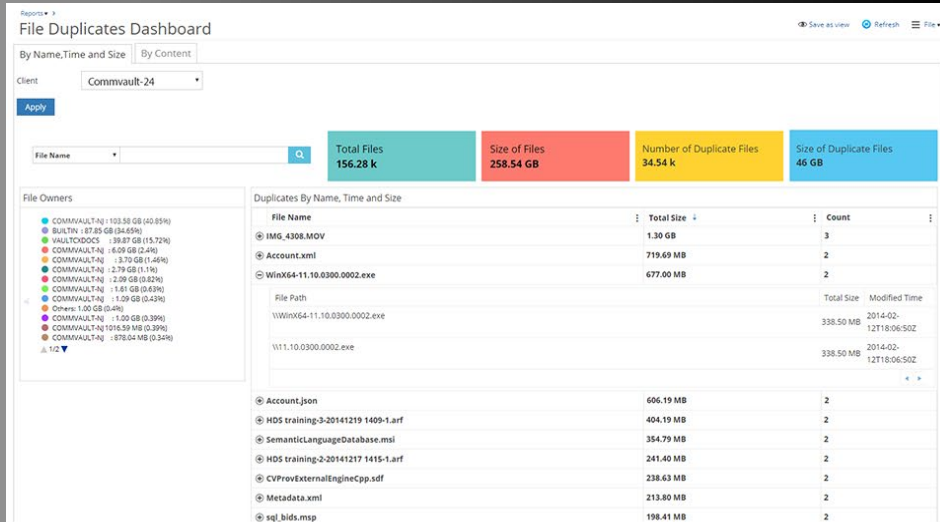 Reports
File Duplicates Dashboard
Save as view Refresh File
By Name,Time and Size By Content
Client Commvault-24
Apply
File Name
Total Files
156.28 k
Size of Files
258.54 GB
Number of Duplicate Files
34.54 k
Size of Duplicate Files
46 GB
File Owners
COMMVAULT-NJ : 103.58 GB (40.85%)
BUILTIN : 87.85 GB (34.65%)
VAULTCXDOCS : 39.87 GB (15.72%)
COMMVAULT-NJ : 6.09 GB (2.4%)
COMMVAULT-NJ : 3.70 GB (1.46%)
COMMVAULT-NJ : 2.79 GB (1.1%)
COMMVAULT-NJ : 2.09 GB (0.82%)
COMMVAULT-NJ : 1.61 GB (0.63%)
COMMVAULT-NJ : 1.09 GB (0.43%)
Others: 1.00 GB (0.4%)
COMMVAULT-NJ : 1.00 GB (0.39%)
COMMVAULT-NJ 1016.59 MB (0.39%)
COMMVAULT-NJ : 878.04 MB (0.34%)
1/2
Duplicates By Name, Time and Size
File Name Total Size Count
IMG_4308.MOV 1.30 GB 3
Account.xml 719.69 MB 2
WinX64-11.10.0300.0002.exe 677.00 MB 2
File Path Total Size Modified Time
\\WinX64-11.10.0300.0002.exe 338.50 MB 2014-02-
12T18:06:50Z
\\11.10.0300.0002.exe 338.50 MB 2014-02-
12T18:06:50Z
Account.json 606.19 MB 2
HDS training-3-20141219 1409-1.arf 404.19 MB 2
SemanticLanguageDatabase.msi 354.79 MB 2
HDS training-2-20141217 1415-1.arf 241.40 MB 2
CVProvExternalEngineCpp.sdf 238.63 MB 2
Metadata.xml 213.80 MB 2
sql_bids.msp 198.41 MB 2